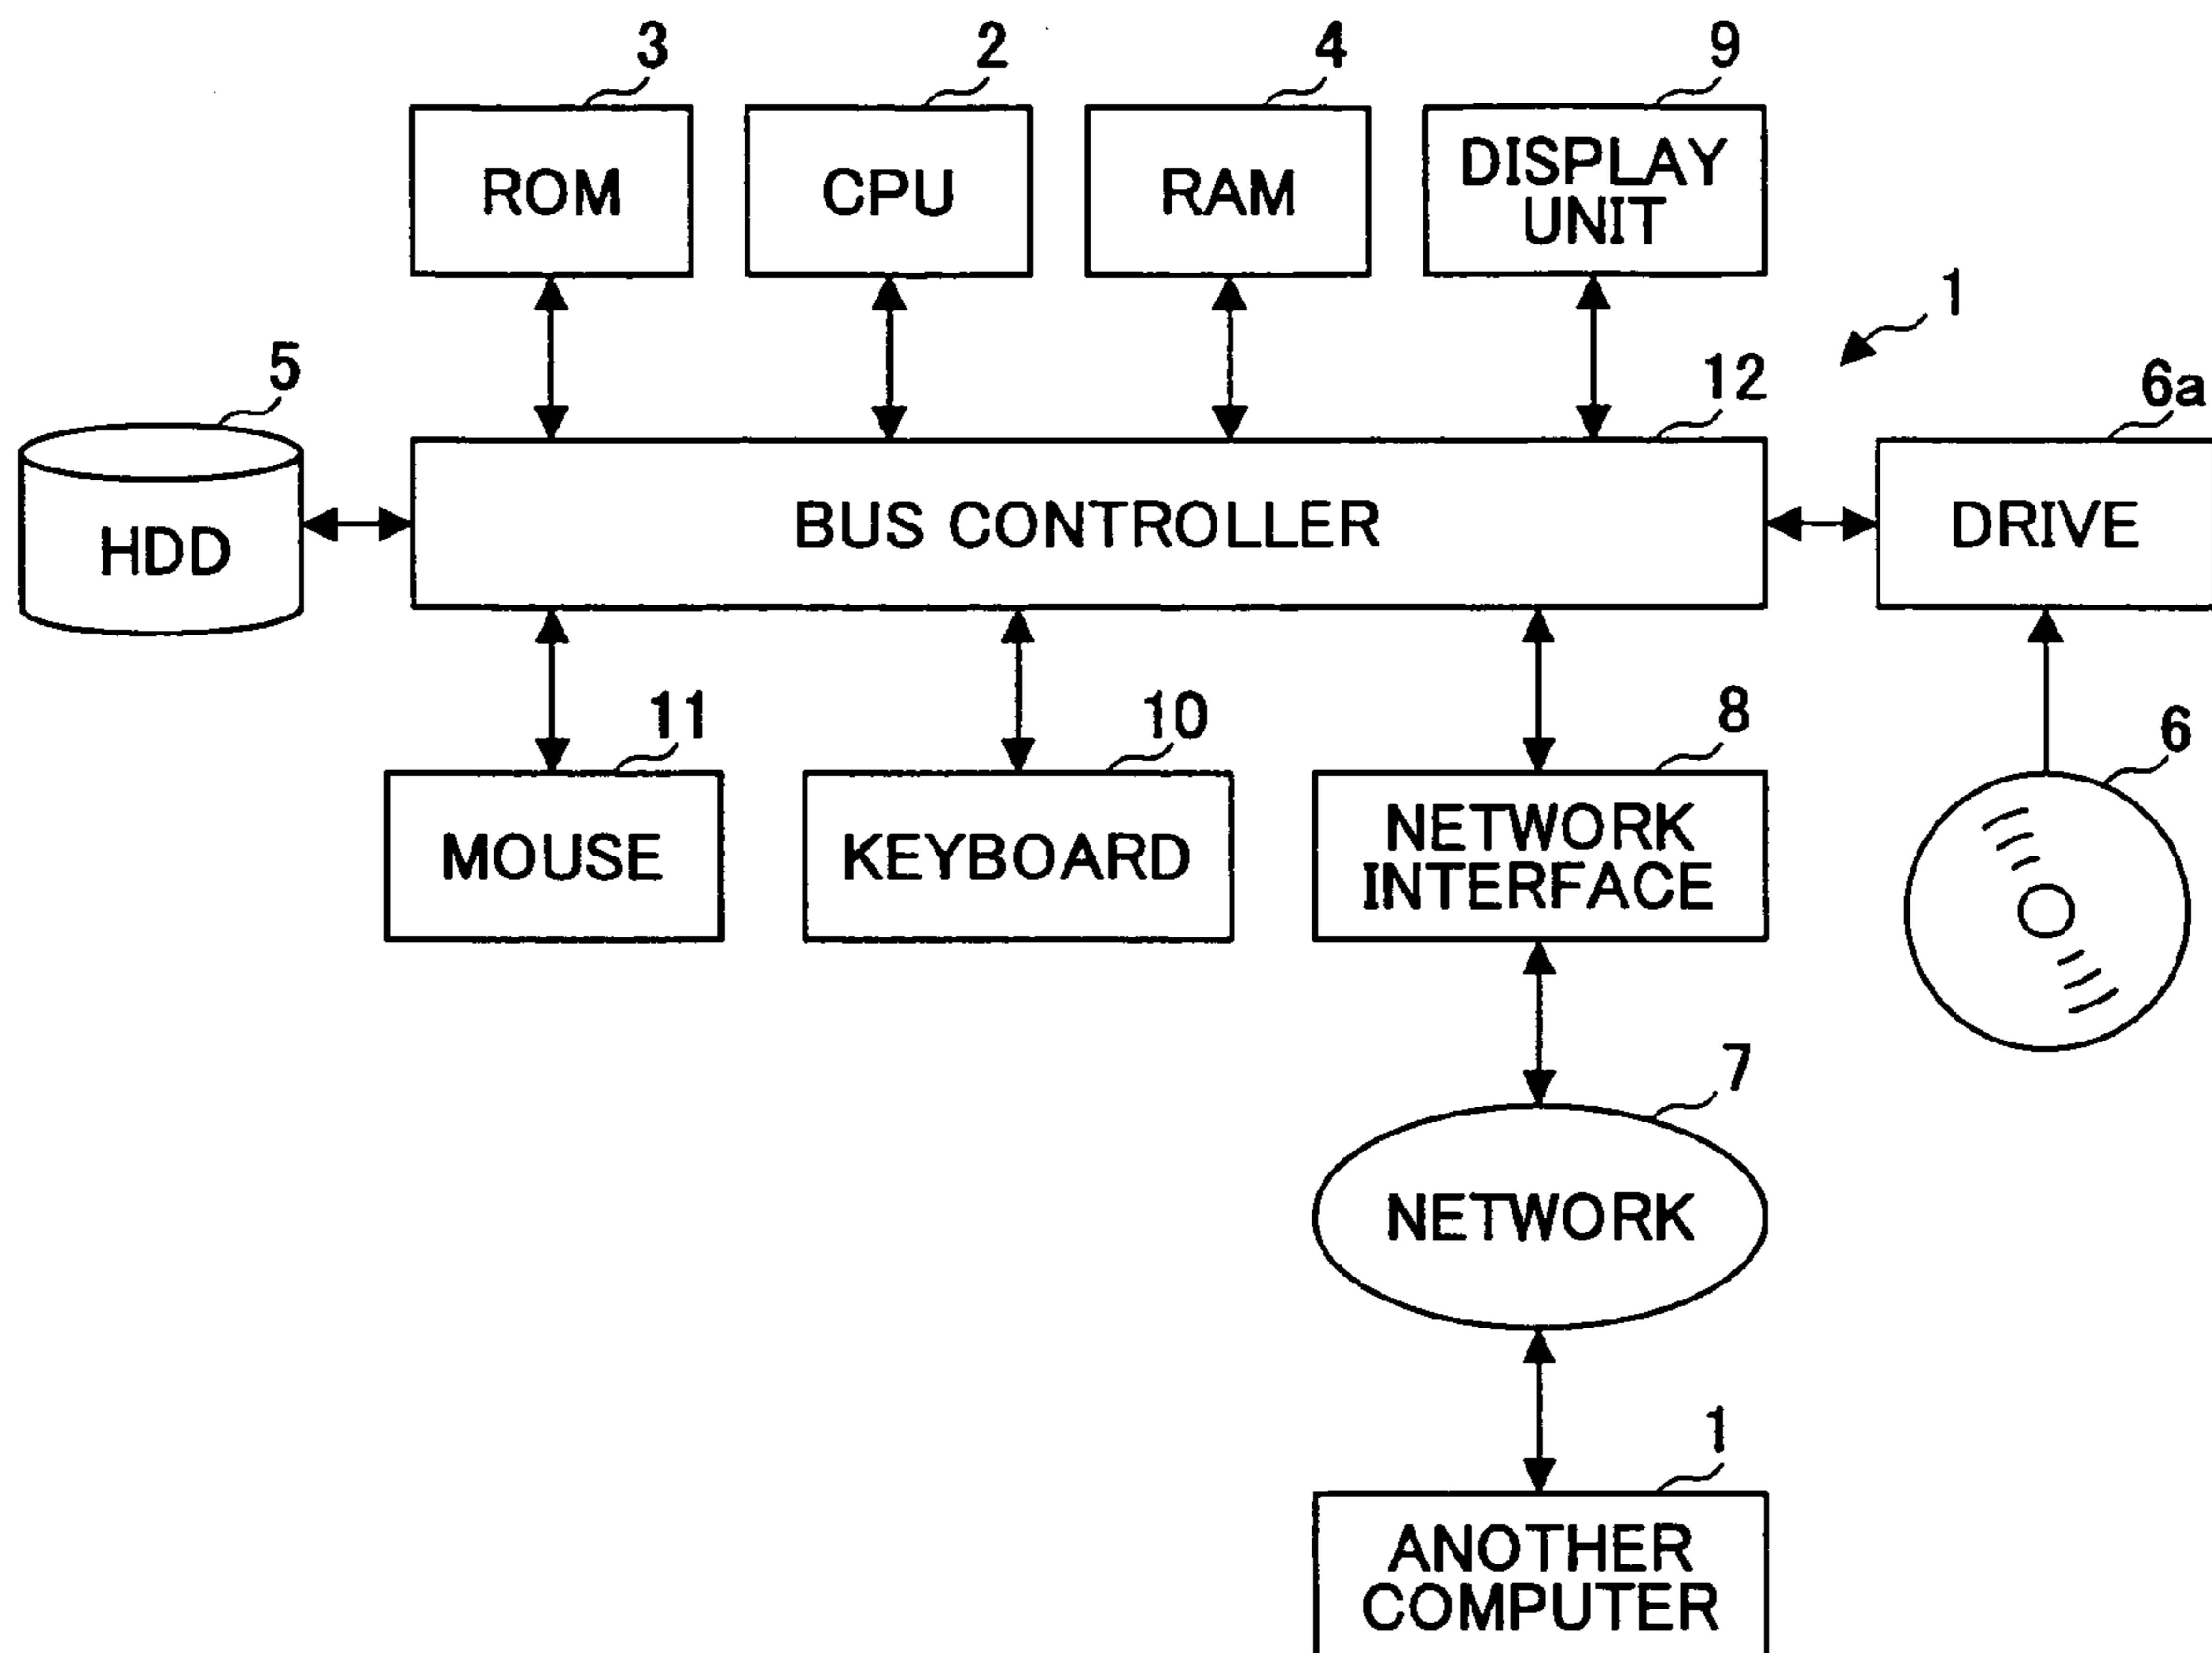 3
2
4
9
ROM
CPU
RAM
DISPLAY
UNIT
1
5
12
6a
HDD
BUS CONTROLLER
DRIVE
11
10
8
6
MOUSE
KEYBOARD
NETWORK
INTERFACE
7
NETWORK
1
ANOTHER
COMPUTER